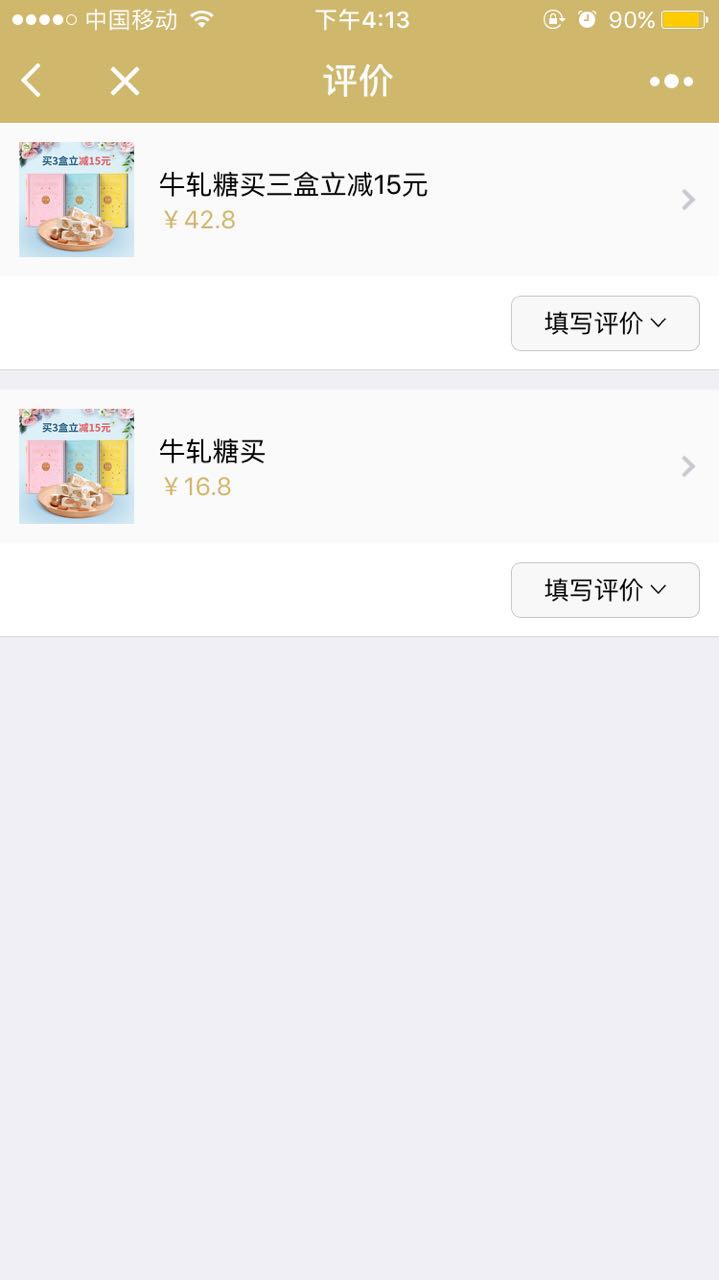 中国移动
下午4:13
90%
评价
买3盒立减15元
牛轧糖买三盒立减15元
￥42.8
填写评价
买3盒立减15元
牛轧糖买
￥16.8
填写评价